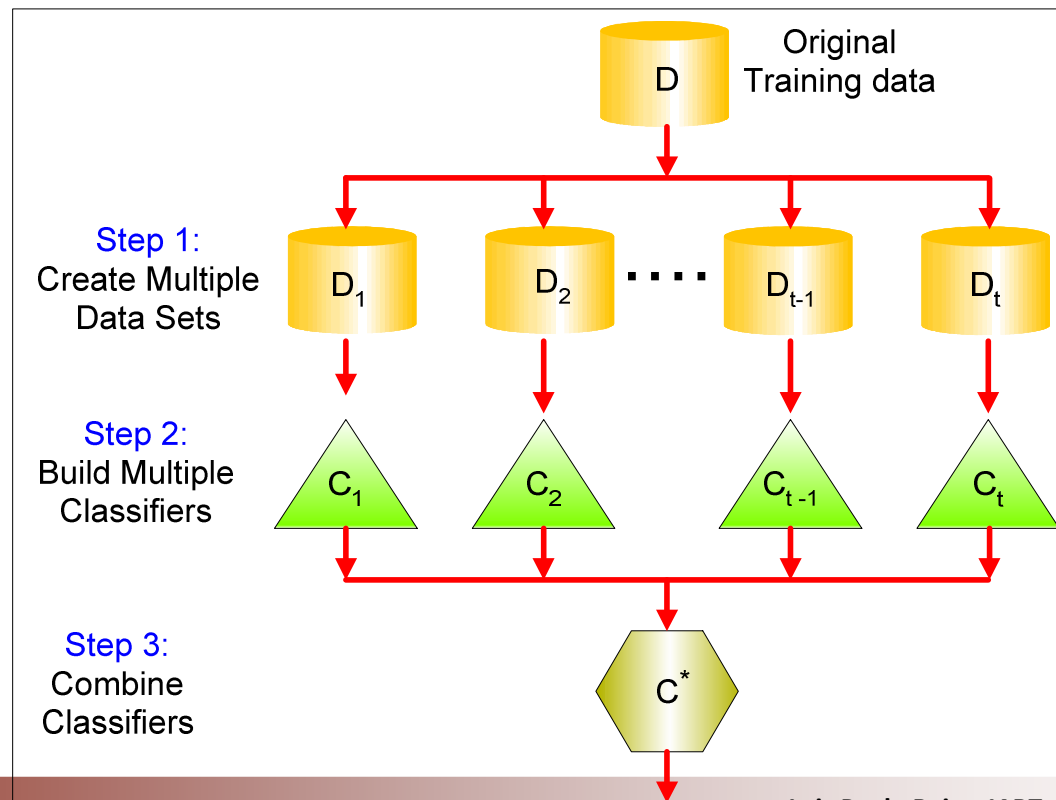 Original
Training data
D
Step 1:
Create Multiple
Data Sets
D1
D2
....
Dt-1
Dt
Step 2:
Build Multiple
Classifiers
C1
C2
Ct -1
Ct
Step 3:
Combine
Classifiers
C*